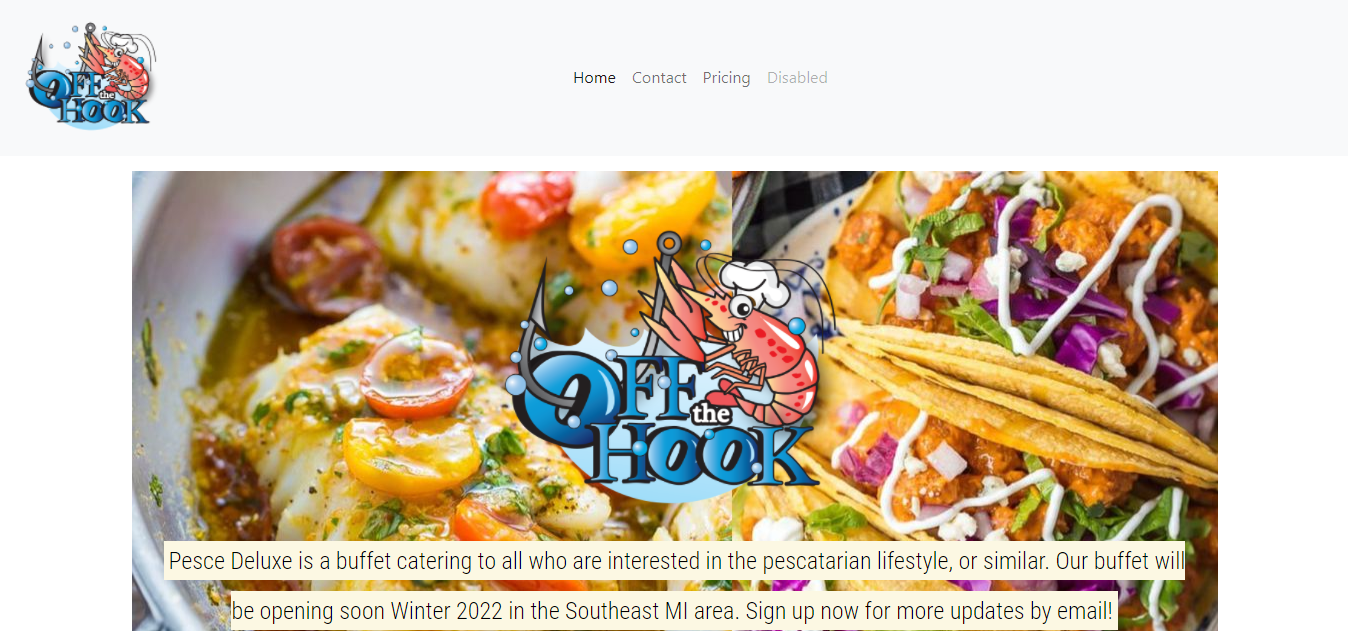 OFF
the
HOOK
Home Contact Pricing Disabled
OFF
the
HOOK
Pesce Deluxe is a buffet catering to all who are interested in the pescatarian lifestyle, or similar. Our buffet will
be opening soon Winter 2022 in the Southeast MI area. Sign up now for more updates by email!